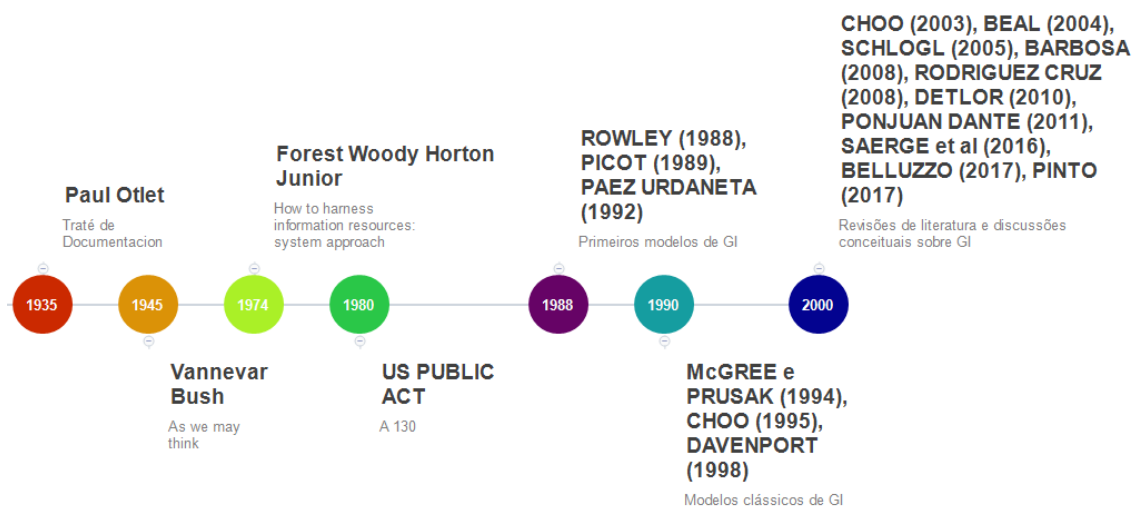 Paul Otlet
Traté de
Documentacion
1935
Vannevar
Bush
As we may
think
1945
Forest Woody Horton
Junior
How to harness
information resources:
system approach
1974
US PUBLIC
ACT
A 130
1980
ROWLEY (1988),
PICOT (1989),
PAEZ URDANETA
(1992)
Primeiros modelos de GI
1988
McGREE e
PRUSAK (1994),
CHOO (1995),
DAVENPORT
(1998)
Modelos clássicos de GI
1990
CHOO (2003), BEAL (2004),
SCHLOGL (2005), BARBOSA
(2008), RODRIGUEZ CRUZ
(2008), DETLOR (2010),
PONJUAN DANTE (2011),
SAERGE et al (2016),
BELLUZZO (2017), PINTO
(2017)
Revisões de literatura e discussões
conceituais sobre GI
2000